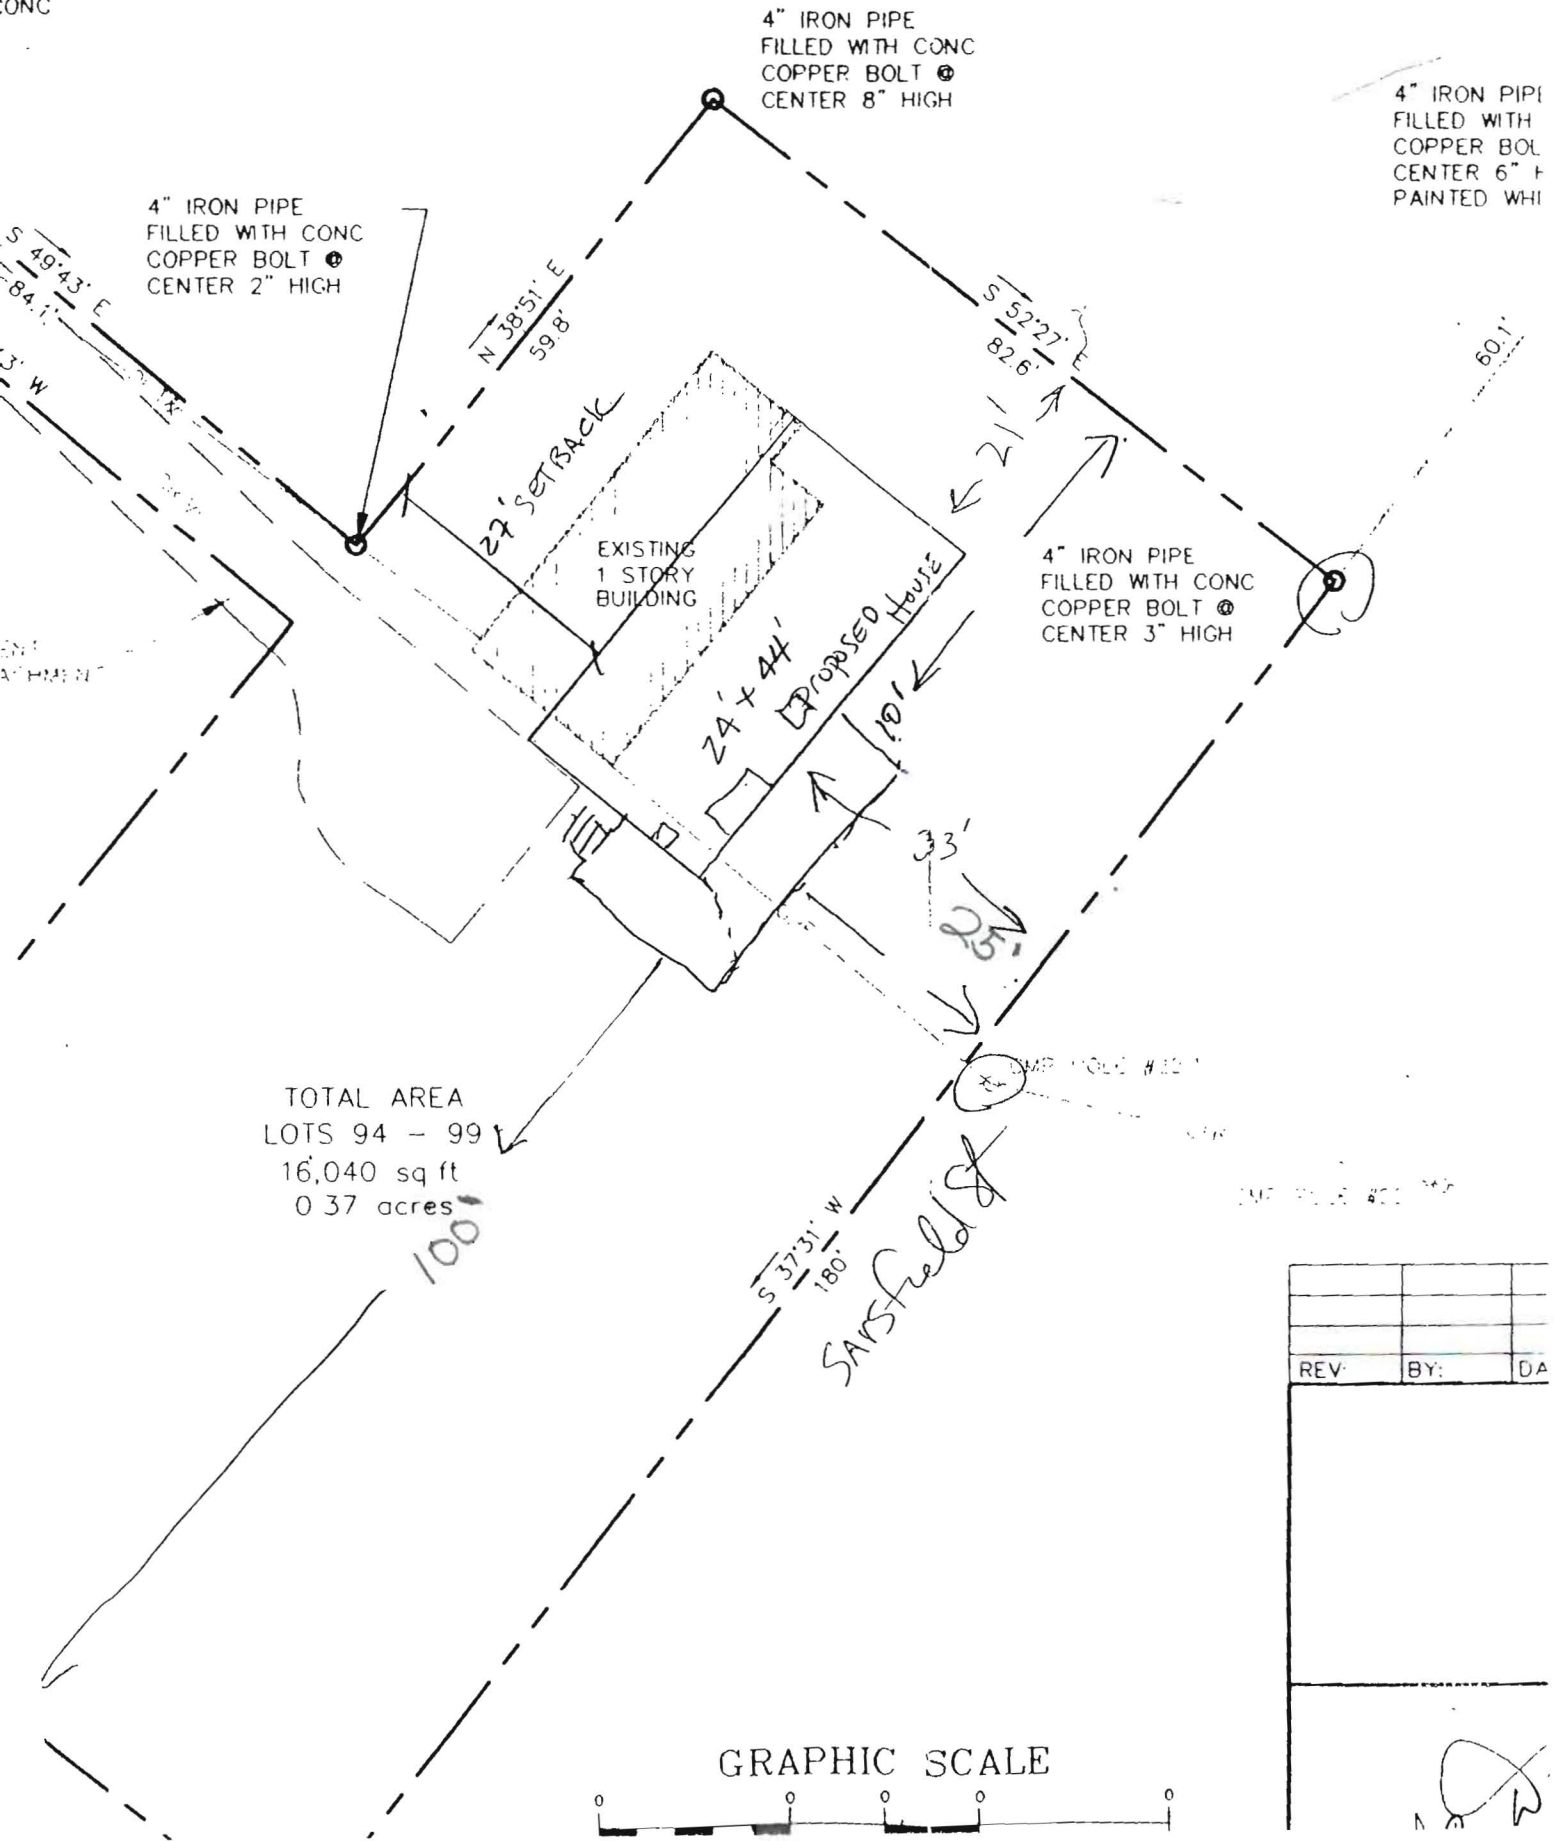 CONC
4" IRON PIPE
FILLED WITH CONC
COPPER BOLT @
CENTER 8" HIGH
4" IRON PIPE
FILLED WITH
COPPER BOL
CENTER 6" H
PAINTED WHI
4" IRON PIPE
FILLED WITH CONC
COPPER BOLT @
CENTER 2" HIGH
S 49°43' E
84.1'
3' W
N 38°51' E
59.8'
S 52°27' E
82.6'
60.1'
27' SETBACK
21'
EXISTING
1 STORY
BUILDING
4" IRON PIPE
FILLED WITH CONC
COPPER BOLT @
CENTER 3" HIGH
24' x 44'
PROPOSED HOUSE
10'
33'
25'
TOTAL AREA
LOTS 94 - 99
16,040 sq ft
0 37 acres
100'
S 37°31' W
180'
Sarsfield St
REV: BY: DA
GRAPHIC SCALE
0 0 0 0 0
N